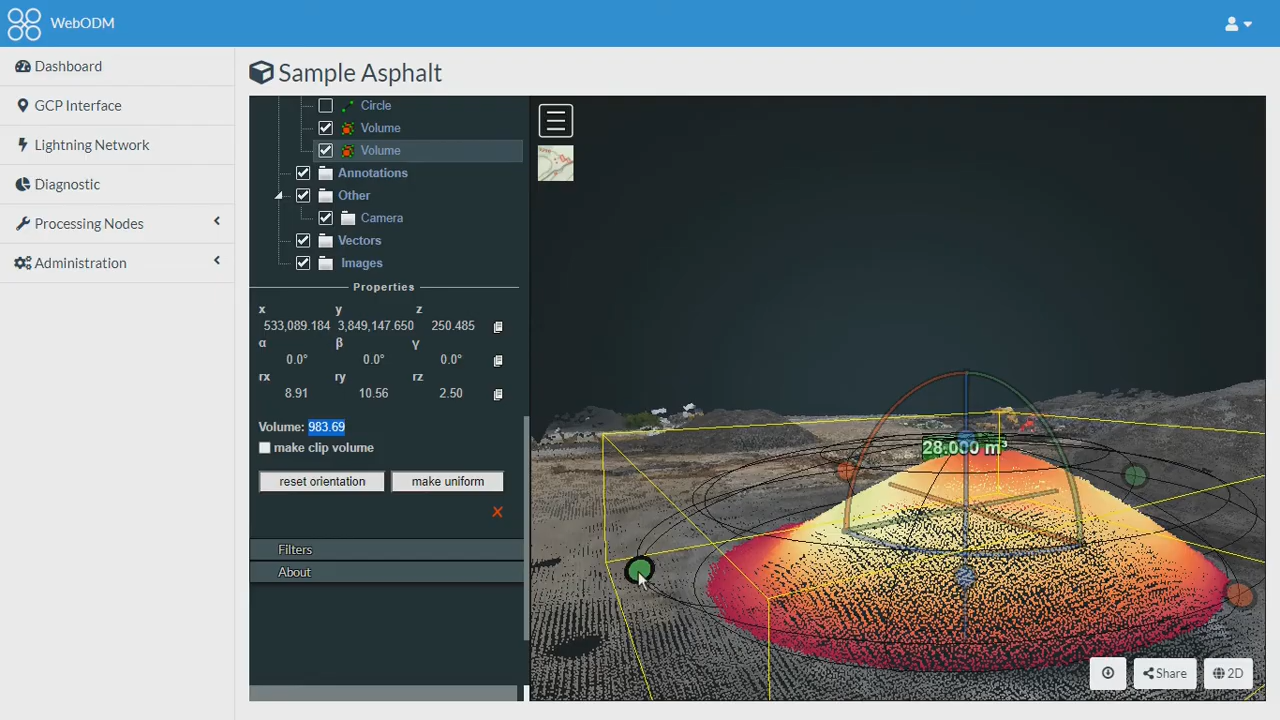 WebODM
Dashboard
GCP Interface
Lightning Network
Diagnostic
Processing Nodes
Administration
Sample Asphalt
Circle
Volume
Volume
Annotations
Other
Camera
Vectors
Images
Properties
x y z
533,089.184 3,849,147.650 250.485
α β γ
0.0° 0.0° 0.0°
rx ry rz
8.91 10.56 2.50
Volume: 983.69
make clip volume
reset orientation make uniform
Filters
About
28.000 m³
Share
2D